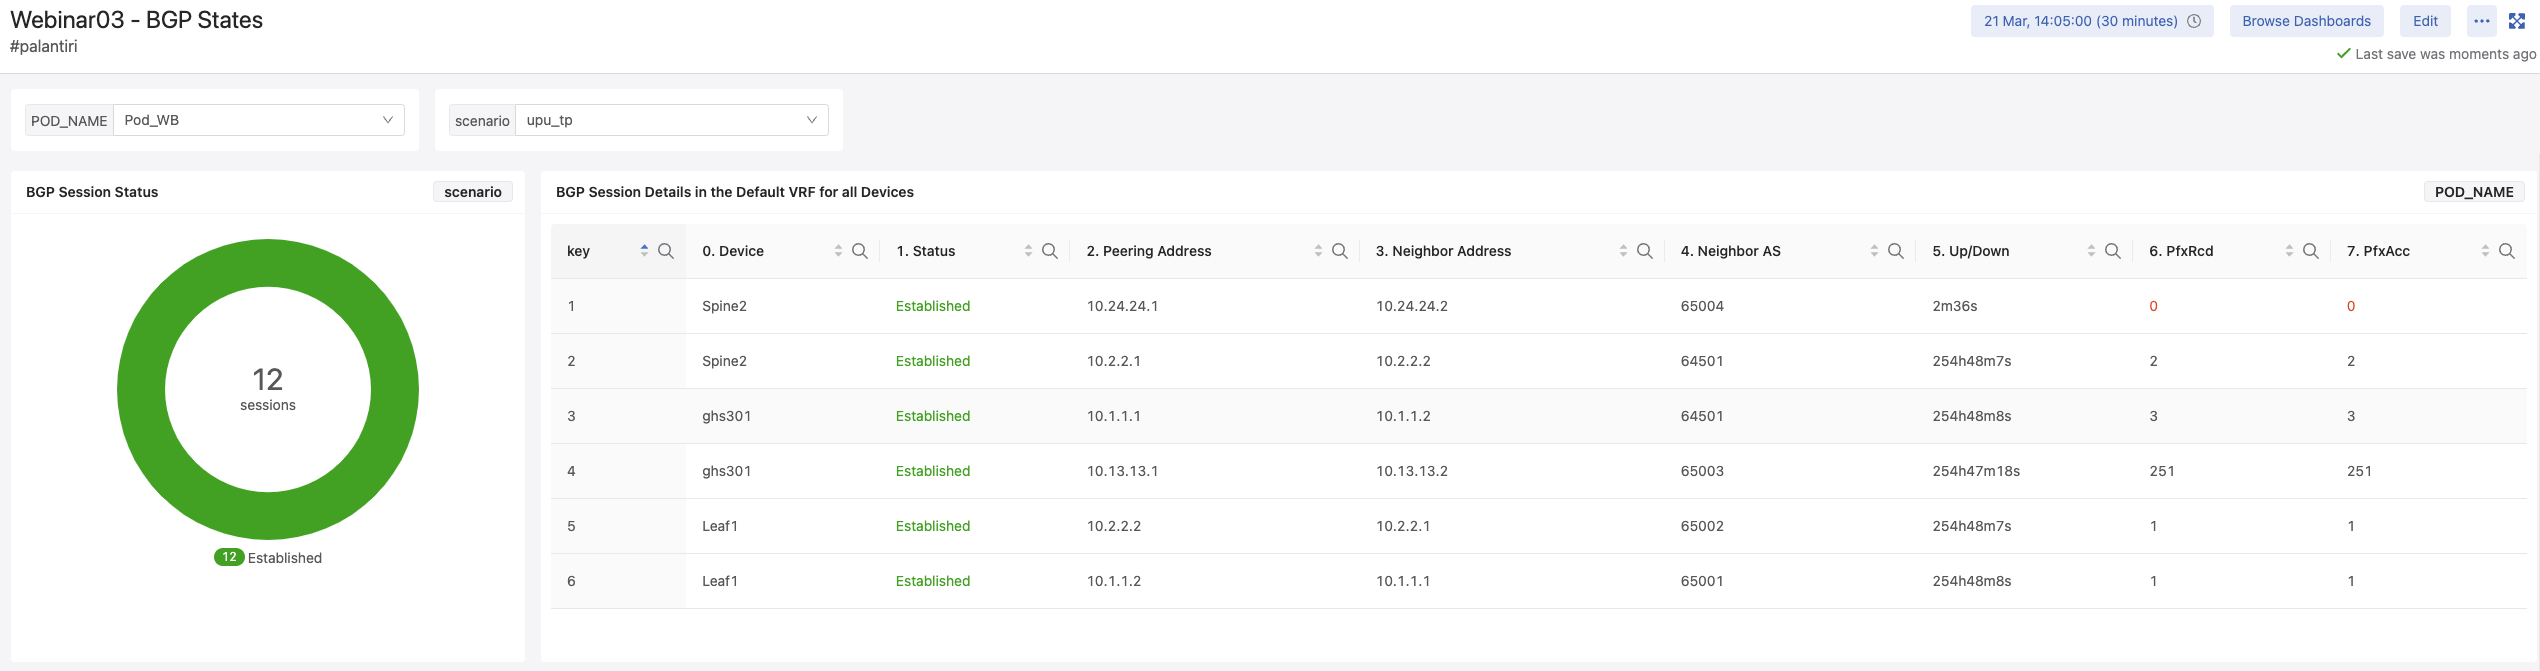 Webinar03 - BGP States
#palantiri
21 Mar, 14:05:00 (30 minutes)
Browse Dashboards
Edit
Last save was moments ago
POD_NAME Pod_WB
scenario upu_tp
BGP Session Status
scenario
12
sessions
12 Established
BGP Session Details in the Default VRF for all Devices
POD_NAME
key 0. Device 1. Status 2. Peering Address 3. Neighbor Address 4. Neighbor AS 5. Up/Down 6. PfxRcd 7. PfxAcc
1 Spine2 Established 10.24.24.1 10.24.24.2 65004 2m36s 0 0
2 Spine2 Established 10.2.2.1 10.2.2.2 64501 254h48m7s 2 2
3 ghs301 Established 10.1.1.1 10.1.1.2 64501 254h48m8s 3 3
4 ghs301 Established 10.13.13.1 10.13.13.2 65003 254h47m18s 251 251
5 Leaf1 Established 10.2.2.2 10.2.2.1 65002 254h48m7s 1 1
6 Leaf1 Established 10.1.1.2 10.1.1.1 65001 254h48m8s 1 1